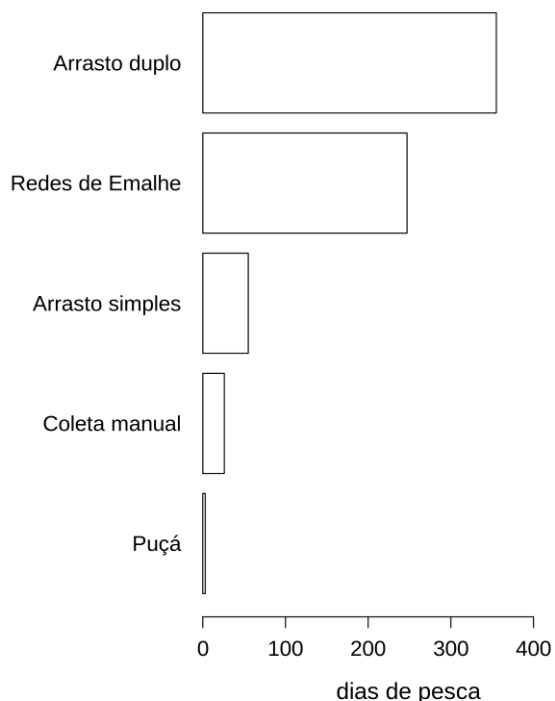 Arrasto duplo
Redes de Emalhe
Arrasto simples
Coleta manual
Puçá
0 100 200 300 400
dias de pesca